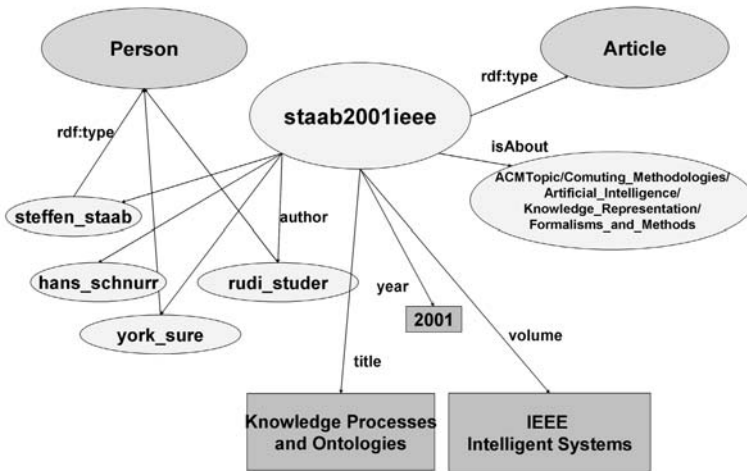 Person
Article
rdf:type
staab2001ieee
isAbout
rdf:type
ACMTopic/Comuting_Methodologies/
Artificial_Intelligence/
Knowledge_Representation/
Formalisms_and_Methods
steffen_staab
author
hans_schnurr
rudi_studer
year
2001
york_sure
volume
title
Knowledge Processes
and Ontologies
IEEE
Intelligent Systems